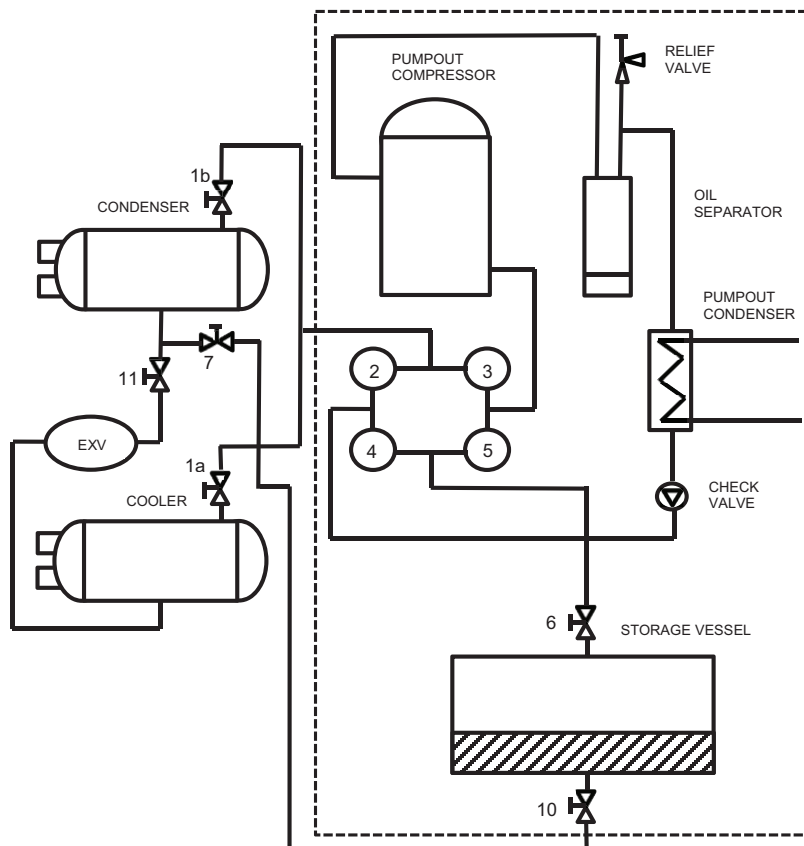 PUMPOUT
COMPRESSOR
RELIEF
VALVE
1b
CONDENSER
OIL
SEPARATOR
PUMPOUT
CONDENSER
7
11
2
3
EXV
4
5
1a
COOLER
CHECK
VALVE
6
STORAGE VESSEL
10